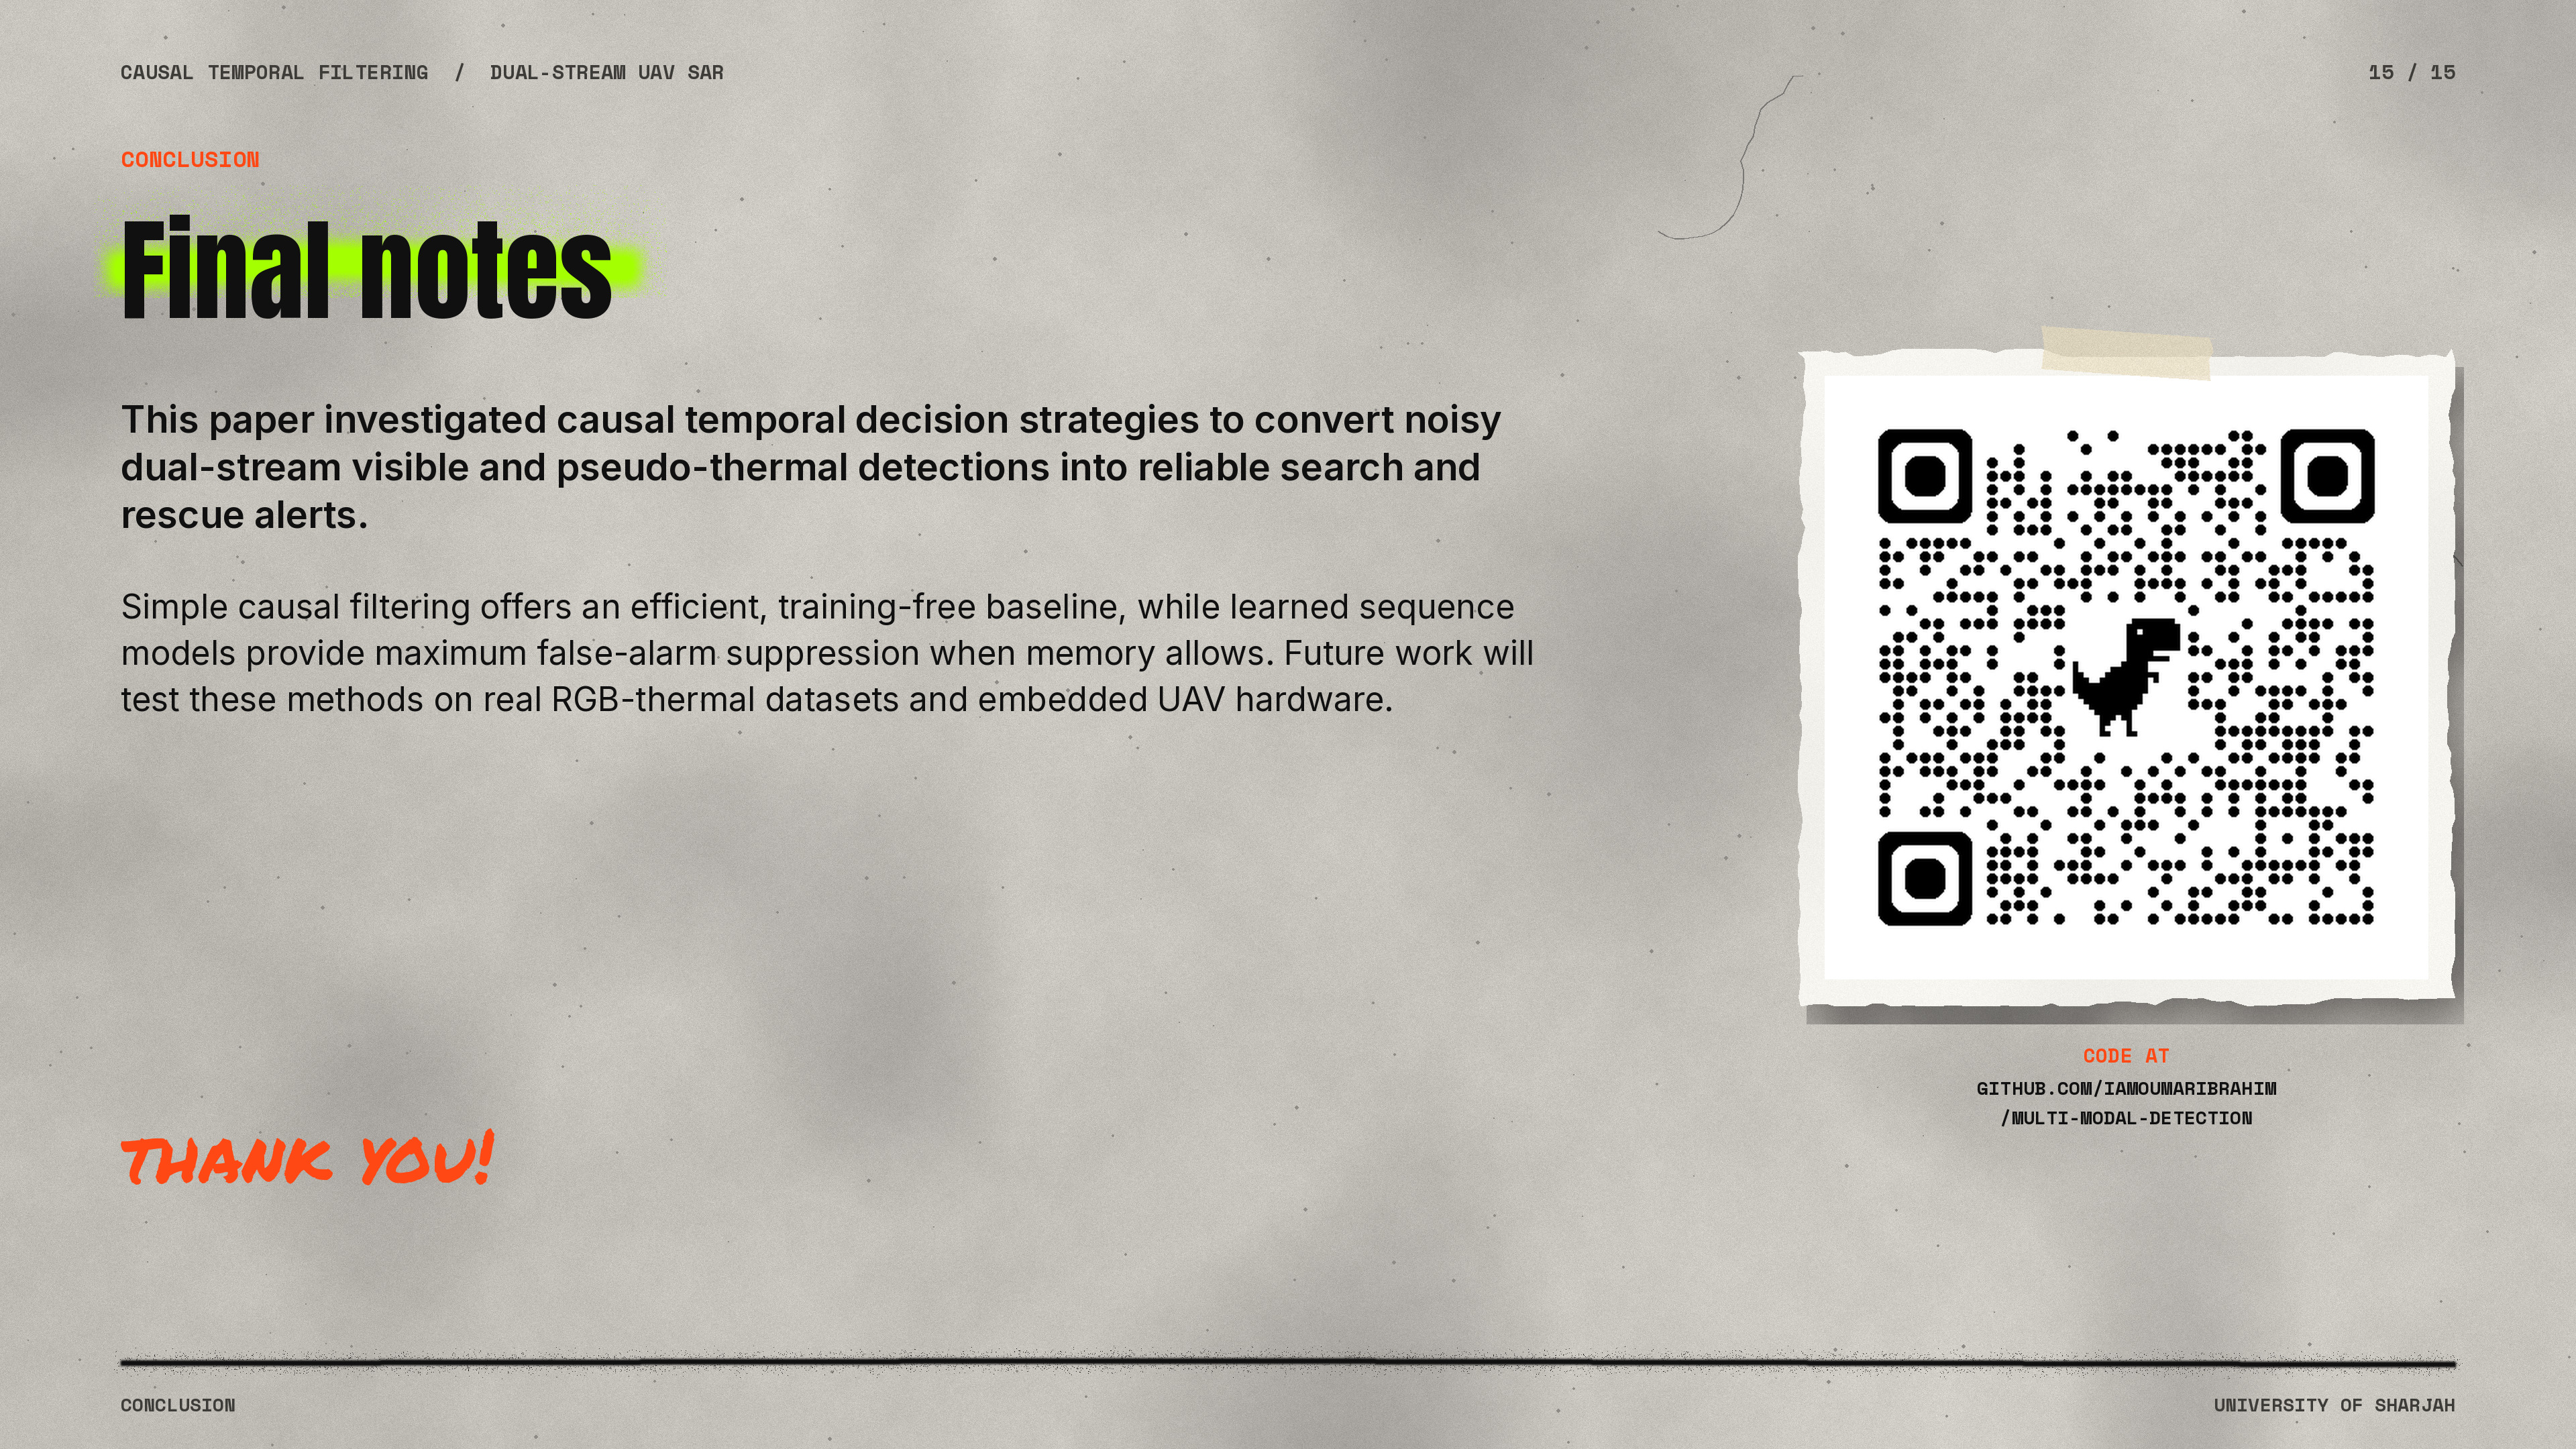 CAUSAL TEMPORAL FILTERING / DUAL-STREAM UAV SAR
15 / 15
CONCLUSION
Final notes
This paper investigated causal temporal decision strategies to convert noisy
dual-stream visible and pseudo-thermal detections into reliable search and
rescue alerts.
Simple causal filtering offers an efficient, training-free baseline, while learned sequence
models provide maximum false-alarm suppression when memory allows. Future work will
test these methods on real RGB-thermal datasets and embedded UAV hardware.
CODE AT
GITHUB.COM/IAMOUMARIBRAHIM
/MULTI-MODAL-DETECTION
THANK YOU!
CONCLUSION
UNIVERSITY OF SHARJAH